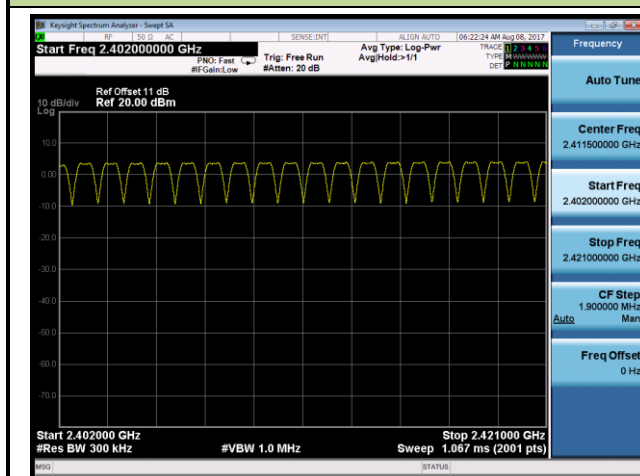 Keysight Spectrum Analyzer - Swept SA
RF 50 Ω AC SENSE:INT ALIGN AUTO 06:22:24 AM Aug 08, 2017
Start Freq 2.402000000 GHz
PNO: Fast
#IFGain:Low
Trig: Free Run
#Atten: 20 dB
Avg Type: Log-Pwr
Avg|Hold:>1/1
TRACE 1 2 3 4 5 6
TYPE M W W W W W
DET P N N N N N
Ref Offset 11 dB
10 dB/div Ref 20.00 dBm
Log
10.0
0.00
-10.0
-20.0
-30.0
-40.0
-50.0
-60.0
-70.0
Start 2.402000 GHz Stop 2.421000 GHz
#Res BW 300 kHz #VBW 1.0 MHz Sweep 1.067 ms (2001 pts)
MSG STATUS
Frequency
Auto Tune
Center Freq
2.411500000 GHz
Start Freq
2.402000000 GHz
Stop Freq
2.421000000 GHz
CF Step
1.900000 MHz
Auto Man
Freq Offset
0 Hz